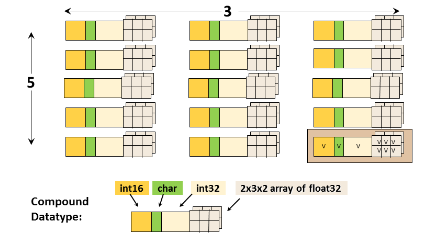 3
5
v v v v v v
v v v
int16 char int32 2x3x2 array of float32
Compound
Datatype: